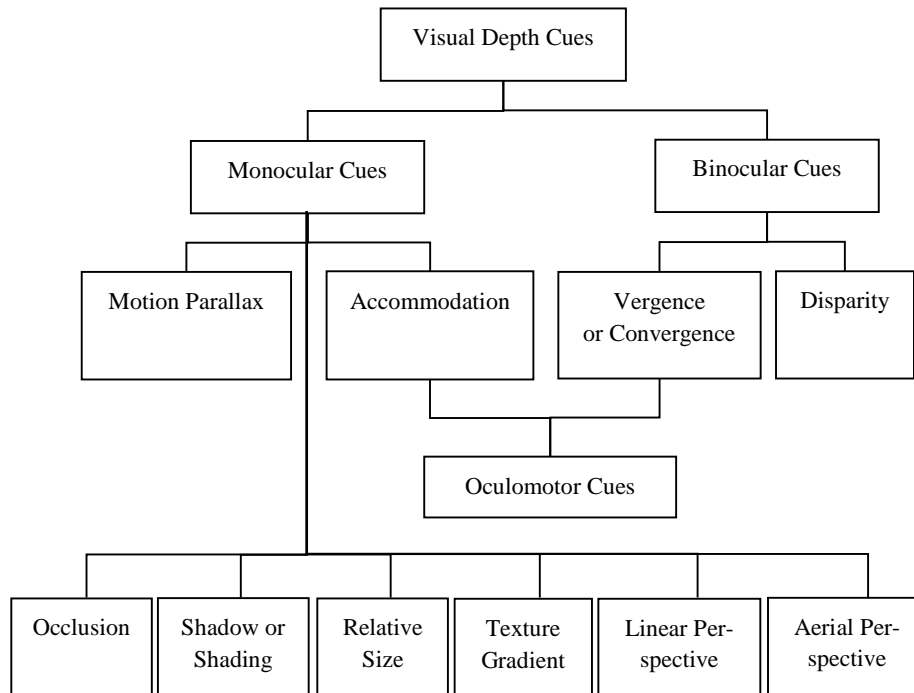 Visual Depth Cues
Monocular Cues
Binocular Cues
Motion Parallax
Accommodation
Vergence
or Convergence
Disparity
Oculomotor Cues
Occlusion
Shadow or
Shading
Relative
Size
Texture
Gradient
Linear Per-
spective
Aerial Per-
spective